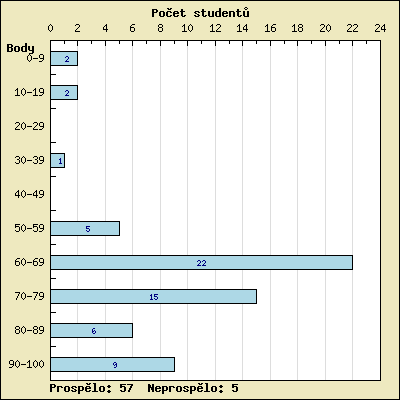 Počet studentů
0 2 4 6 8 10 12 14 16 18 20 22 24
Body
0-9 2
10-19 2
20-29
30-39 1
40-49
50-59 5
60-69 22
70-79 15
80-89 6
90-100 9
Prospělo: 57 Neprospělo: 5